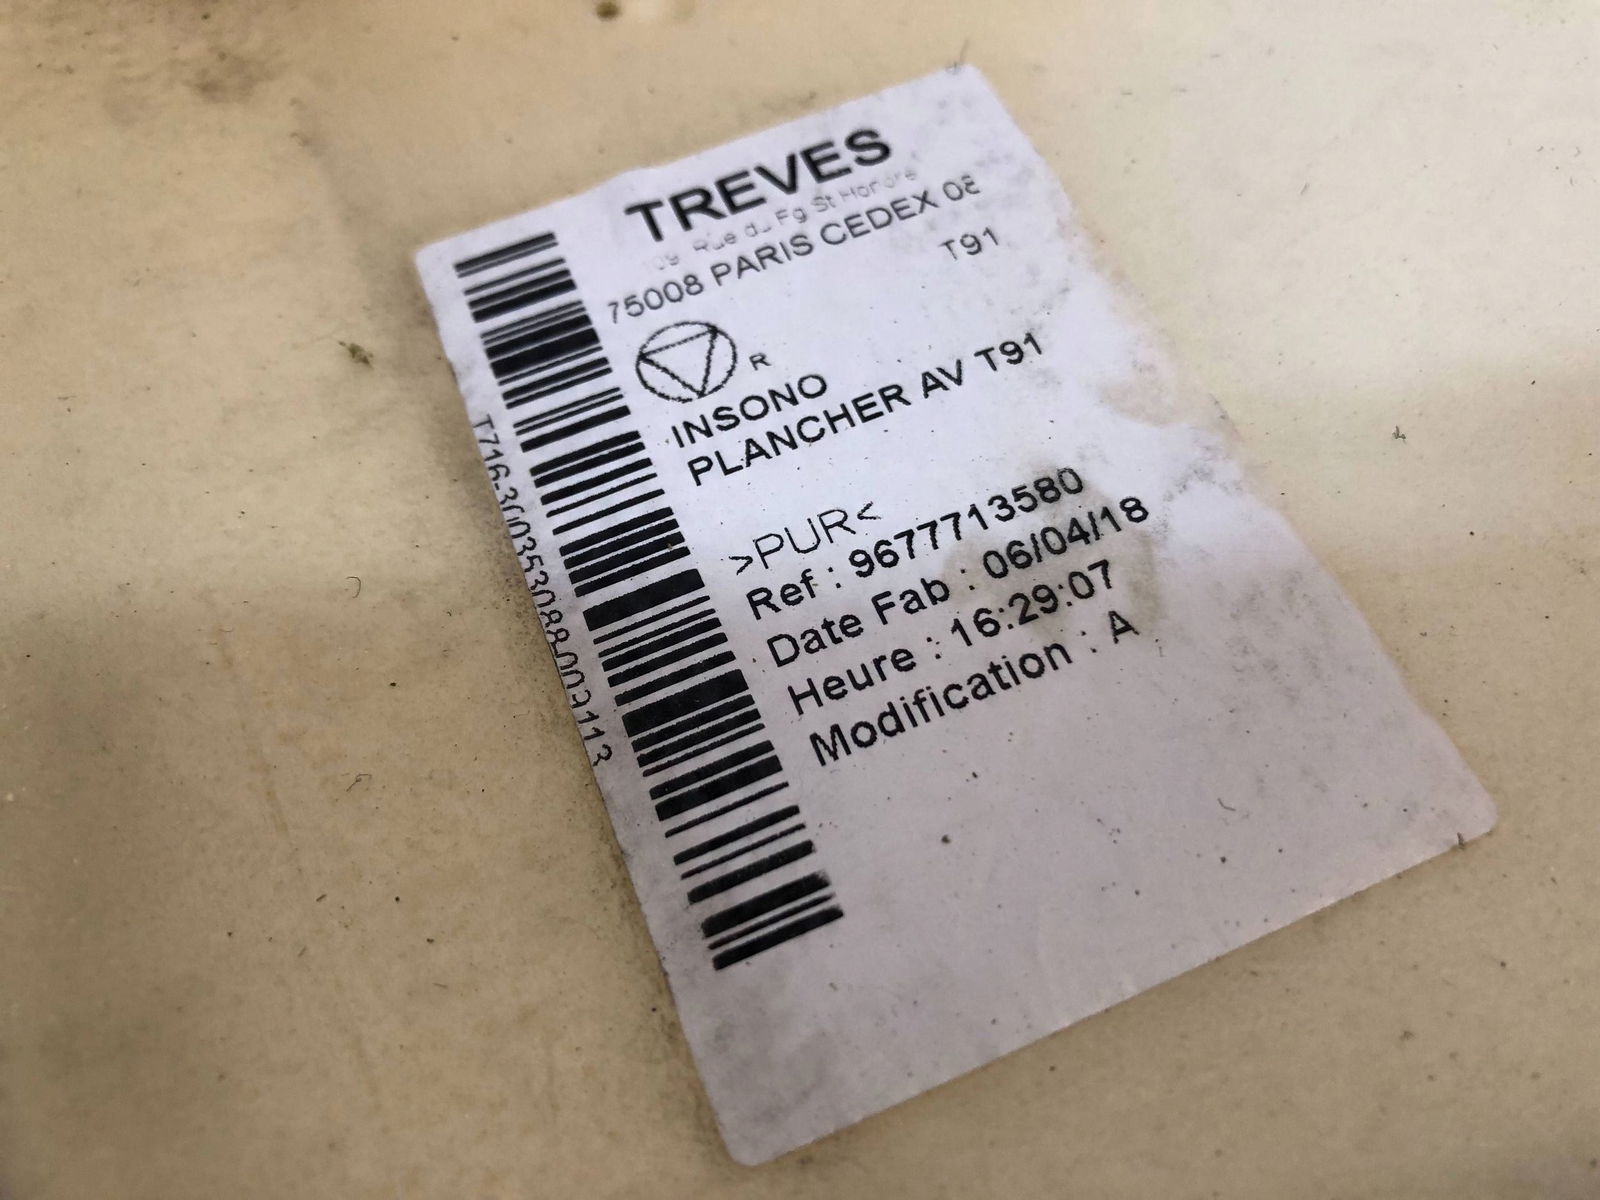 TREVES
109 Rue du Fg St Honore
75008 PARIS CEDEX 08
T91
R
INSONO
PLANCHER AV T91
>PUR<
Ref : 9677713580
Date Fab : 06/04/18
Heure : 16:29:07
Modification : A